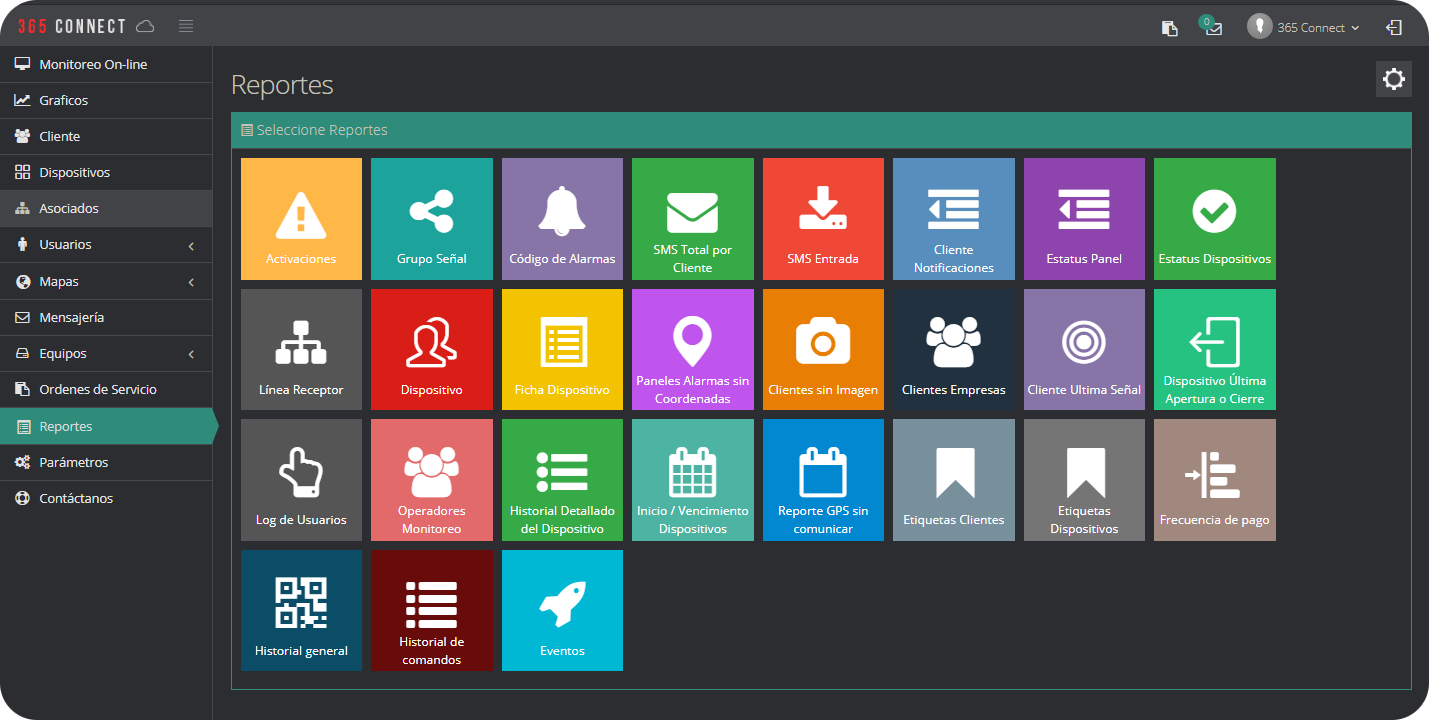 365 CONNECT
0
365 Connect
Monitoreo On-line
Graficos
Cliente
Dispositivos
Asociados
Usuarios
Mapas
Mensajería
Equipos
Ordenes de Servicio
Reportes
Parámetros
Contáctanos
Reportes
Seleccione Reportes
Activaciones
Grupo Señal
Código de Alarmas
SMS Total por
Cliente
SMS Entrada
Cliente
Notificaciones
Estatus Panel
Estatus Dispositivos
Línea Receptor
Dispositivo
Ficha Dispositivo
Paneles Alarmas sin
Coordenadas
Clientes sin Imagen
Clientes Empresas
Cliente Ultima Señal
Dispositivo Última
Apertura o Cierre
Log de Usuarios
Operadores
Monitoreo
Historial Detallado
del Dispositivo
Inicio / Vencimiento
Dispositivos
Reporte GPS sin
comunicar
Etiquetas Clientes
Etiquetas
Dispositivos
Frecuencia de pago
Historial general
Historial de
comandos
Eventos